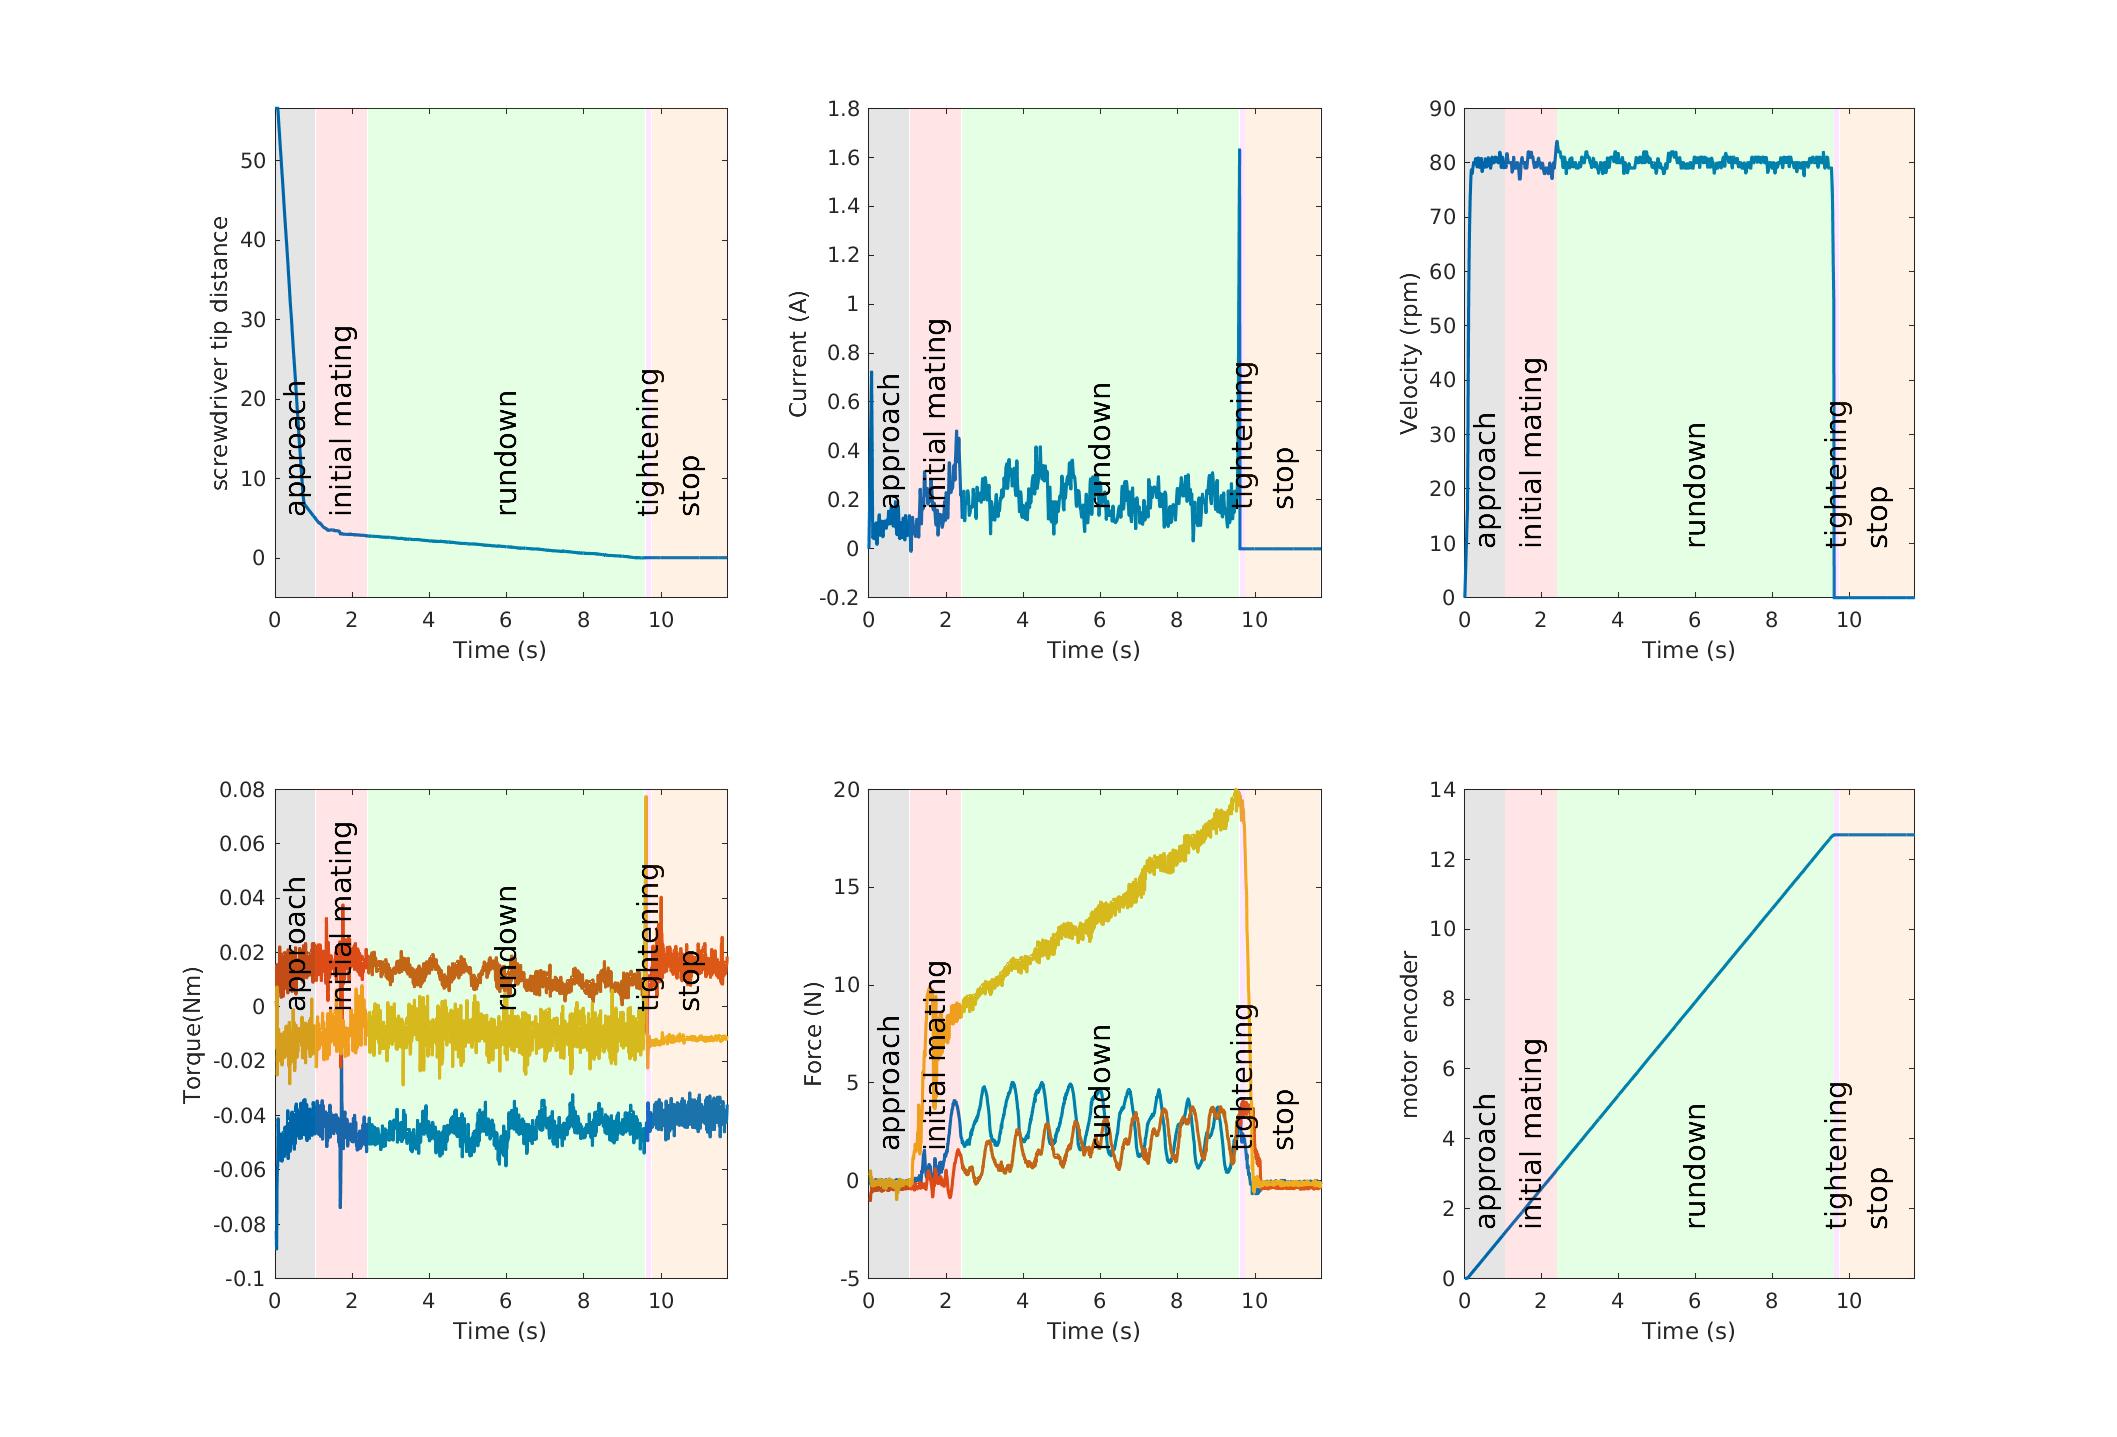 screwdriver tip distance
50
40
30
20
10
0
approach
initial mating
rundown
tightening
stop
0 2 4 6 8 10
Time (s)
Current (A)
1.8
1.6
1.4
1.2
1
0.8
0.6
0.4
0.2
0
-0.2
approach
initial mating
rundown
tightening
stop
0 2 4 6 8 10
Time (s)
Velocity (rpm)
90
80
70
60
50
40
30
20
10
0
approach
initial mating
rundown
tightening
stop
0 2 4 6 8 10
Time (s)
Torque(Nm)
0.08
0.06
0.04
0.02
0
-0.02
-0.04
-0.06
-0.08
-0.1
approach
initial mating
rundown
tightening
stop
0 2 4 6 8 10
Time (s)
Force (N)
20
15
10
5
0
-5
approach
initial mating
rundown
tightening
stop
0 2 4 6 8 10
Time (s)
motor encoder
14
12
10
8
6
4
2
0
approach
initial mating
rundown
tightening
stop
0 2 4 6 8 10
Time (s)